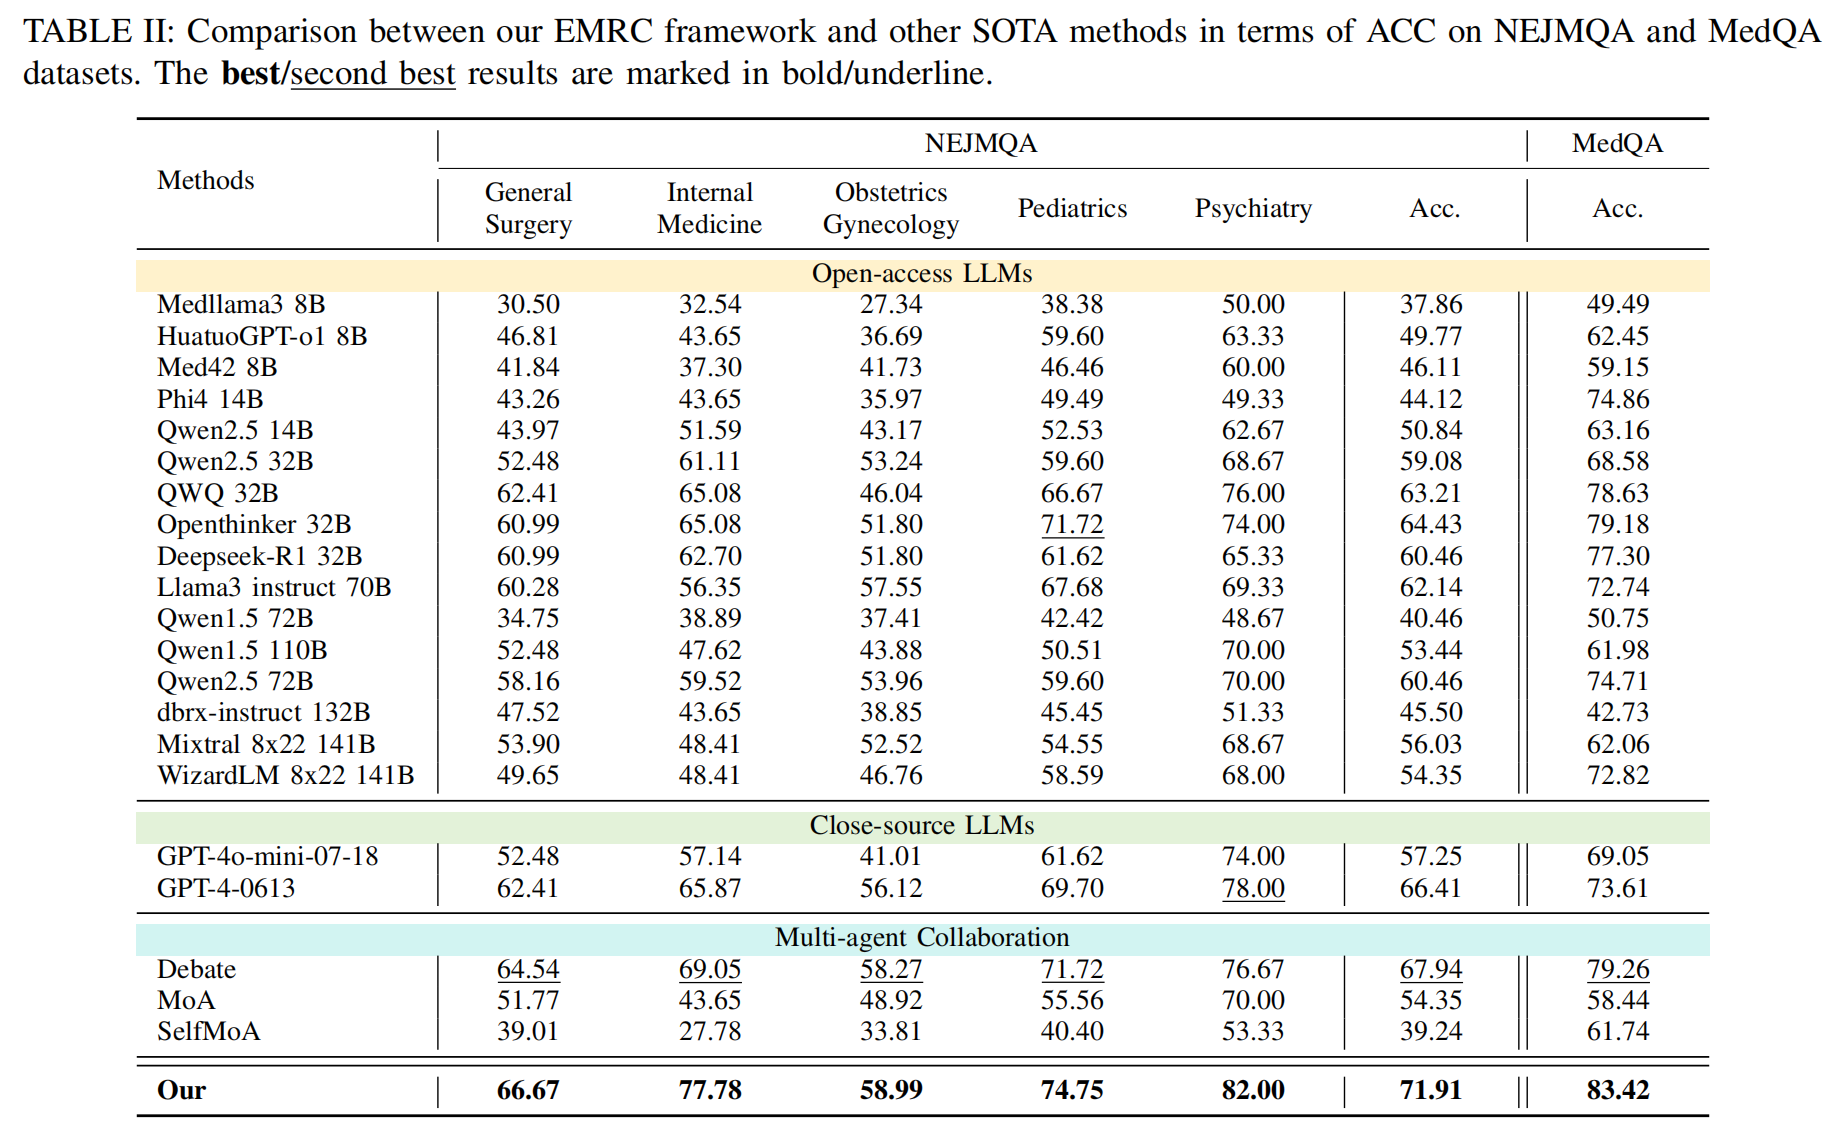 TABLE II: Comparison between our EMRC framework and other SOTA methods in terms of ACC on NEJMQA and MedQA
datasets. The best/second best results are marked in bold/underline.
Methods NEJMQA MedQA
General Surgery Internal Medicine Obstetrics Gynecology Pediatrics Psychiatry Acc. Acc.
Open-access LLMs
Medllama3 8B 30.50 32.54 27.34 38.38 50.00 37.86 49.49
HuatuoGPT-o1 8B 46.81 43.65 36.69 59.60 63.33 49.77 62.45
Med42 8B 41.84 37.30 41.73 46.46 60.00 46.11 59.15
Phi4 14B 43.26 43.65 35.97 49.49 49.33 44.12 74.86
Qwen2.5 14B 43.97 51.59 43.17 52.53 62.67 50.84 63.16
Qwen2.5 32B 52.48 61.11 53.24 59.60 68.67 59.08 68.58
QWQ 32B 62.41 65.08 46.04 66.67 76.00 63.21 78.63
Openthinker 32B 60.99 65.08 51.80 71.72 74.00 64.43 79.18
Deepseek-R1 32B 60.99 62.70 51.80 61.62 65.33 60.46 77.30
Llama3 instruct 70B 60.28 56.35 57.55 67.68 69.33 62.14 72.74
Qwen1.5 72B 34.75 38.89 37.41 42.42 48.67 40.46 50.75
Qwen1.5 110B 52.48 47.62 43.88 50.51 70.00 53.44 61.98
Qwen2.5 72B 58.16 59.52 53.96 59.60 70.00 60.46 74.71
dbrx-instruct 132B 47.52 43.65 38.85 45.45 51.33 45.50 42.73
Mixtral 8x22 141B 53.90 48.41 52.52 54.55 68.67 56.03 62.06
WizardLM 8x22 141B 49.65 48.41 46.76 58.59 68.00 54.35 72.82
Close-source LLMs
GPT-4o-mini-07-18 52.48 57.14 41.01 61.62 74.00 57.25 69.05
GPT-4-0613 62.41 65.87 56.12 69.70 78.00 66.41 73.61
Multi-agent Collaboration
Debate 64.54 69.05 58.27 71.72 76.67 67.94 79.26
MoA 51.77 43.65 48.92 55.56 70.00 54.35 58.44
SelfMoA 39.01 27.78 33.81 40.40 53.33 39.24 61.74
Our 66.67 77.78 58.99 74.75 82.00 71.91 83.42